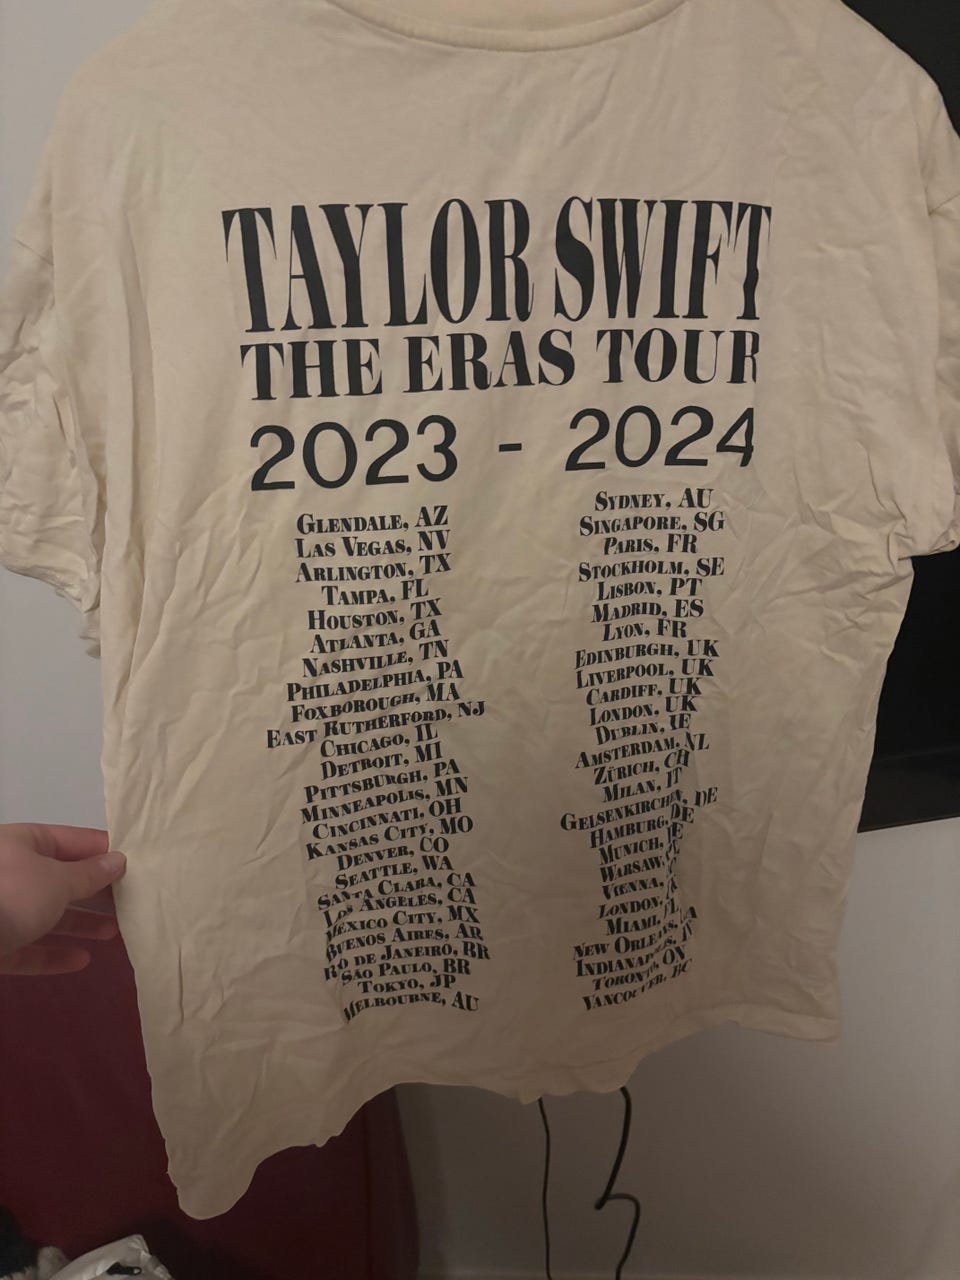 TAYLOR SWIFT
THE ERAS TOUR
2023 - 2024
GLENDALE, AZ
LAS VEGAS, NV
ARLINGTON, TX
TAMPA, FL
HOUSTON, TX
ATLANTA, GA
NASHVILLE, TN
PHILADELPHIA, PA
FOXBOROUGH, MA
EAST RUTHERFORD, NJ
CHICAGO, IL
DETROIT, MI
PITTSBURGH, PA
MINNEAPOLIS, MN
CINCINNATI, OH
KANSAS CITY, MO
DENVER, CO
SEATTLE, WA
SANTA CLARA, CA
LOS ANGELES, CA
MEXICO CITY, MX
BUENOS AIRES, AR
RIO DE JANEIRO, BR
SÃO PAULO, BR
TOKYO, JP
MELBOURNE, AU
SYDNEY, AU
SINGAPORE, SG
PARIS, FR
STOCKHOLM, SE
LISBON, PT
MADRID, ES
LYON, FR
EDINBURGH, UK
LIVERPOOL, UK
CARDIFF, UK
LONDON, UK
DUBLIN, IE
AMSTERDAM, NL
ZÜRICH, CH
MILAN, IT
GELSENKIRCHEN, DE
HAMBURG, DE
MUNICH,
WARSAW,
VIENNA,
LONDON,
MIAMI, FL
NEW ORLEANS, LA
INDIANAPOLIS, IN
TORONTO, ON
VANCOUVER, BC